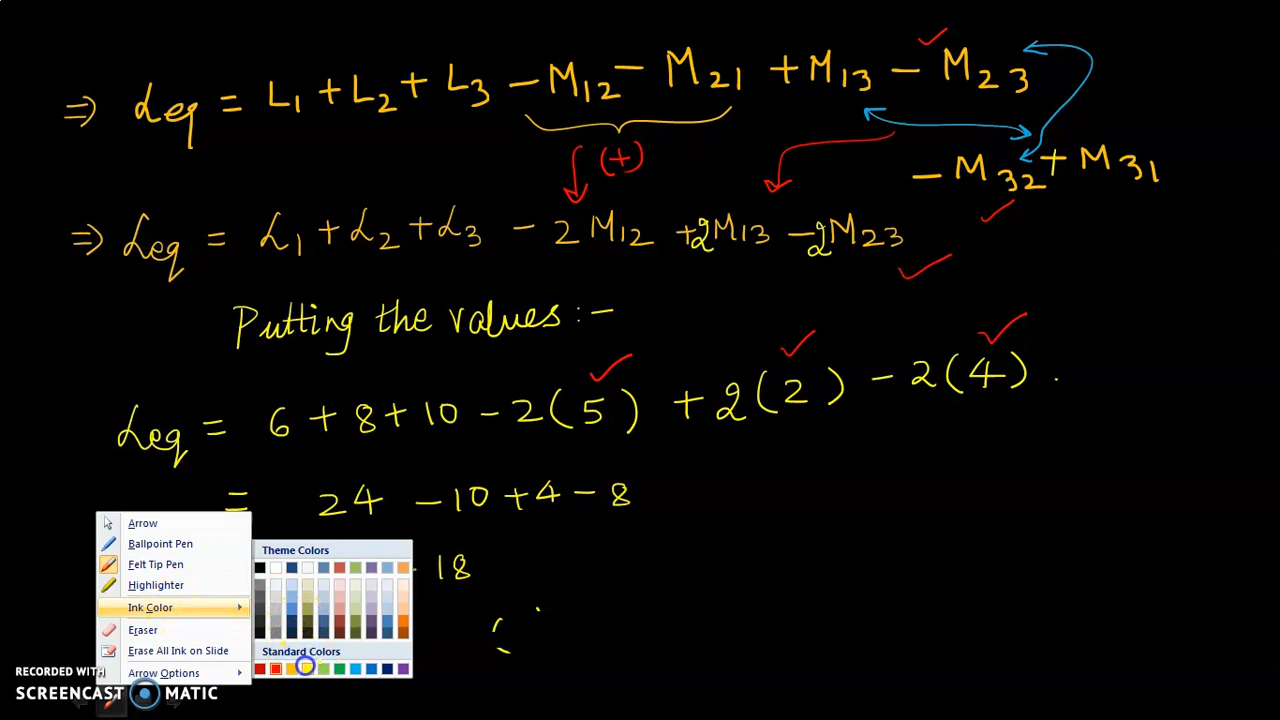 ⇒ Leq = L1 + L2 + L3 - M12 - M21 + M13 - M23
- M32 + M31
(+)
⇒ Leq = L1 + L2 + L3 - 2M12 + 2M13 - 2M23
Putting the values :-
Leq = 6 + 8 + 10 - 2(5) + 2(2) - 2(4).
= 24 - 10 + 4 - 8
18
Arrow
Ballpoint Pen
Felt Tip Pen
Highlighter
Ink Color
Eraser
Erase All Ink on Slide
Arrow Options
Theme Colors
Standard Colors
RECORDED WITH
SCREENCAST MATIC